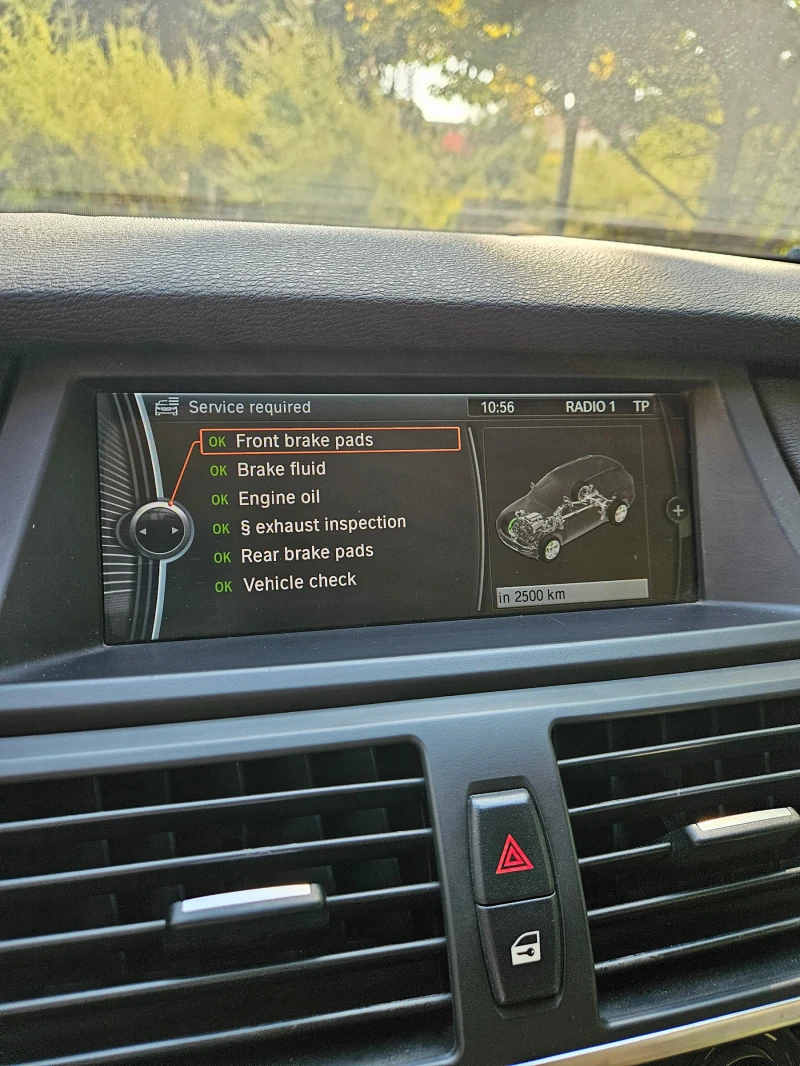 Service required
10:56 RADIO 1 TP
OK Front brake pads
OK Brake fluid
OK Engine oil
OK § exhaust inspection
OK Rear brake pads
OK Vehicle check
in 2500 km